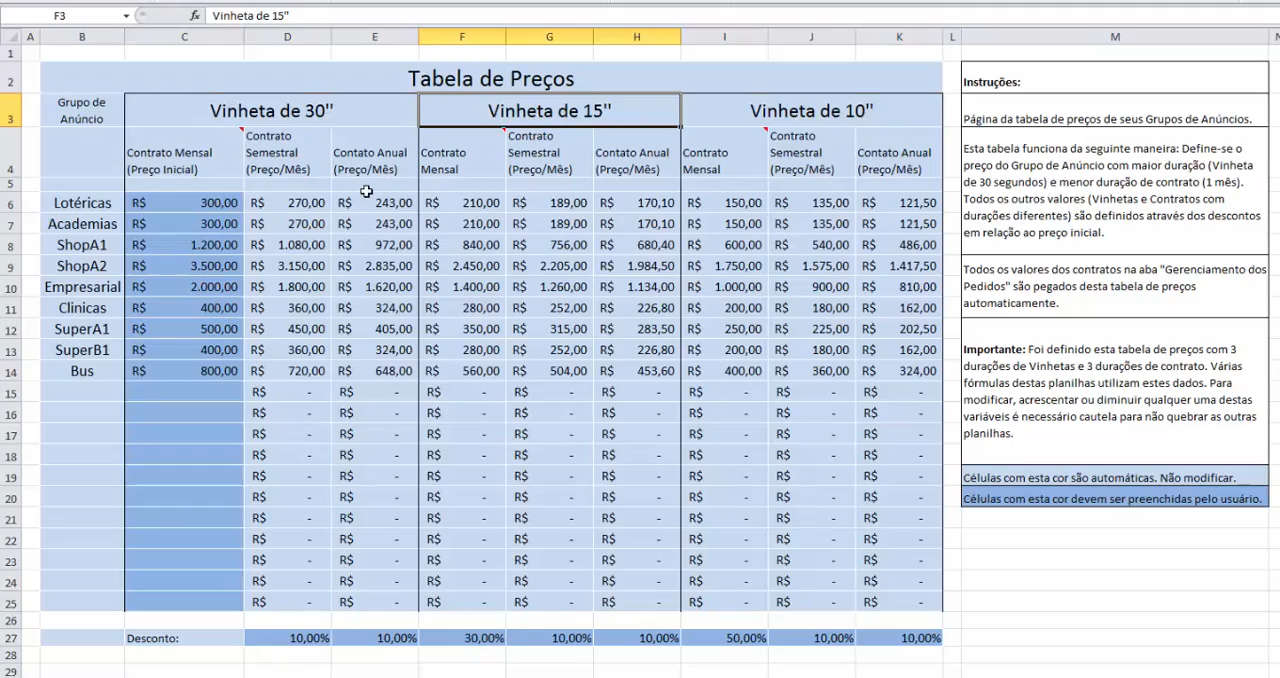 F3 fx Vinheta de 15"
A B C D E F G H I J K L M N
1
2 Tabela de Preços
3 Grupo de Anúncio Vinheta de 30" Vinheta de 15" Vinheta de 10"
4 Contrato Mensal (Preço Inicial) Contrato Semestral (Preço/Mês) Contato Anual (Preço/Mês) Contrato Mensal Contrato Semestral (Preço/Mês) Contato Anual (Preço/Mês) Contrato Mensal Contrato Semestral (Preço/Mês) Contato Anual (Preço/Mês)
5
6 Lotéricas R$ 300,00 R$ 270,00 R$ 243,00 R$ 210,00 R$ 189,00 R$ 170,10 R$ 150,00 R$ 135,00 R$ 121,50
7 Academias R$ 300,00 R$ 270,00 R$ 243,00 R$ 210,00 R$ 189,00 R$ 170,10 R$ 150,00 R$ 135,00 R$ 121,50
8 ShopA1 R$ 1.200,00 R$ 1.080,00 R$ 972,00 R$ 840,00 R$ 756,00 R$ 680,40 R$ 600,00 R$ 540,00 R$ 486,00
9 ShopA2 R$ 3.500,00 R$ 3.150,00 R$ 2.835,00 R$ 2.450,00 R$ 2.205,00 R$ 1.984,50 R$ 1.750,00 R$ 1.575,00 R$ 1.417,50
10 Empresarial R$ 2.000,00 R$ 1.800,00 R$ 1.620,00 R$ 1.400,00 R$ 1.260,00 R$ 1.134,00 R$ 1.000,00 R$ 900,00 R$ 810,00
11 Clinicas R$ 400,00 R$ 360,00 R$ 324,00 R$ 280,00 R$ 252,00 R$ 226,80 R$ 200,00 R$ 180,00 R$ 162,00
12 SuperA1 R$ 500,00 R$ 450,00 R$ 405,00 R$ 350,00 R$ 315,00 R$ 283,50 R$ 250,00 R$ 225,00 R$ 202,50
13 SuperB1 R$ 400,00 R$ 360,00 R$ 324,00 R$ 280,00 R$ 252,00 R$ 226,80 R$ 200,00 R$ 180,00 R$ 162,00
14 Bus R$ 800,00 R$ 720,00 R$ 648,00 R$ 560,00 R$ 504,00 R$ 453,60 R$ 400,00 R$ 360,00 R$ 324,00
15 R$ - R$ - R$ - R$ - R$ - R$ - R$ - R$ -
16 R$ - R$ - R$ - R$ - R$ - R$ - R$ - R$ -
17 R$ - R$ - R$ - R$ - R$ - R$ - R$ - R$ -
18 R$ - R$ - R$ - R$ - R$ - R$ - R$ - R$ -
19 R$ - R$ - R$ - R$ - R$ - R$ - R$ - R$ -
20 R$ - R$ - R$ - R$ - R$ - R$ - R$ - R$ -
21 R$ - R$ - R$ - R$ - R$ - R$ - R$ - R$ -
22 R$ - R$ - R$ - R$ - R$ - R$ - R$ - R$ -
23 R$ - R$ - R$ - R$ - R$ - R$ - R$ - R$ -
24 R$ - R$ - R$ - R$ - R$ - R$ - R$ - R$ -
25 R$ - R$ - R$ - R$ - R$ - R$ - R$ - R$ -
26
27 Desconto: 10,00% 10,00% 30,00% 10,00% 10,00% 50,00% 10,00% 10,00%
28
29
Instruções:
Página da tabela de preços de seus Grupos de Anúncios.
Esta tabela funciona da seguinte maneira: Define-se o
preço do Grupo de Anúncio com maior duração (Vinheta
de 30 segundos) e menor duração de contrato (1 mês).
Todos os outros valores (Vinhetas e Contratos com
durações diferentes) são definidos através dos descontos
em relação ao preço inicial.
Todos os valores dos contratos na aba "Gerenciamento dos
Pedidos" são pegados desta tabela de preços
automaticamente.
Importante: Foi definido esta tabela de preços com 3
durações de Vinhetas e 3 durações de contrato. Várias
fórmulas destas planilhas utilizam estes dados. Para
modificar, acrescentar ou diminuir qualquer uma destas
variáveis é necessário cautela para não quebrar as outras
planilhas.
Células com esta cor são automáticas. Não modificar.
Células com esta cor devem ser preenchidas pelo usuário.